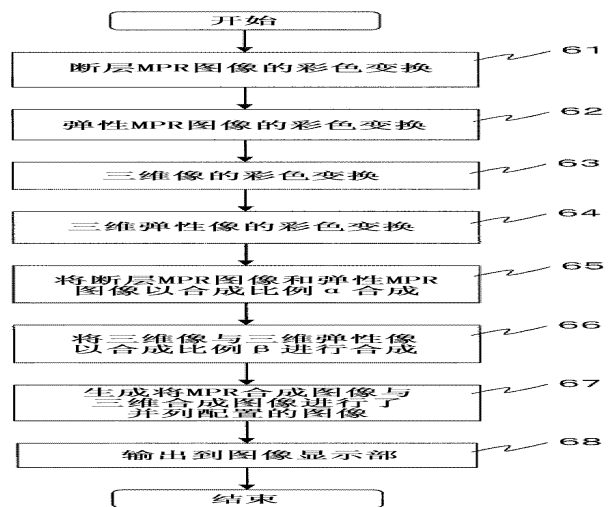 开始
断层MPR图像的彩色变换
61
弹性MPR图像的彩色变换
62
三维像的彩色变换
63
三维弹性像的彩色变换
64
将断层MPR图像和弹性MPR
图像以合成比例α合成
65
将三维像与三维弹性像
以合成比例β进行合成
66
生成将MPR合成图像与
三维合成图像进行了
并列配置的图像
67
输出到图像显示部
68
结束